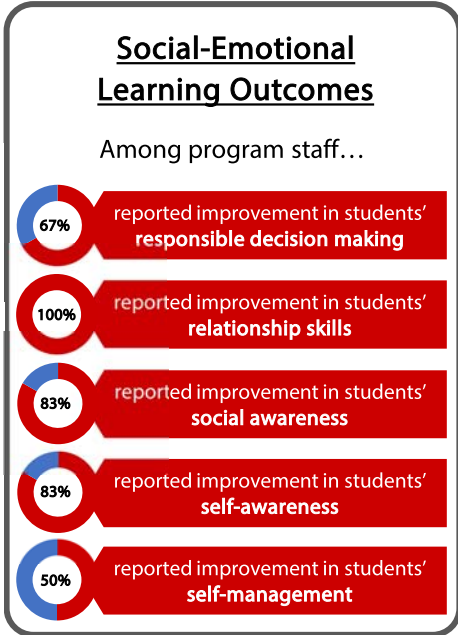 Social-Emotional
Learning Outcomes
Among program staff…
67%
reported improvement in students’
responsible decision making
100%
reported improvement in students’
relationship skills
83%
reported improvement in students’
social awareness
83%
reported improvement in students’
self-awareness
50%
reported improvement in students’
self-management